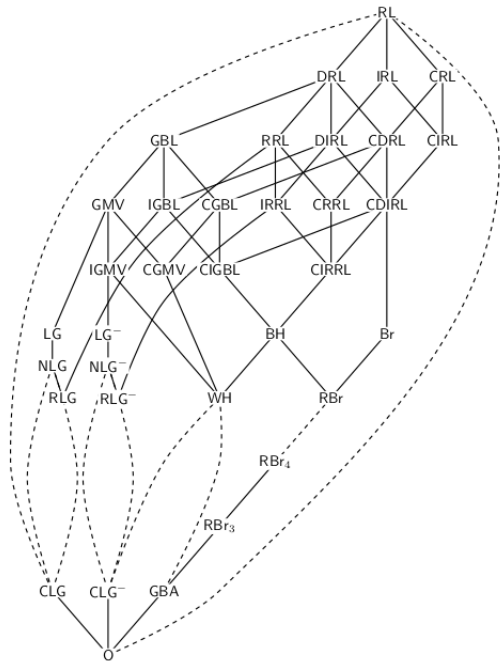 RL
DRL IRL CRL
GBL RRL DIRL CDRL CIRL
GMV IGBL CGBL IRRL CRRL CDIRL
IGMV CGMV CIGBL CIRRL
LG LG⁻ BH Br
NLG NLG⁻
RLG RLG⁻ WH RBr
RBr₄
RBr₃
CLG CLG⁻ GBA
O